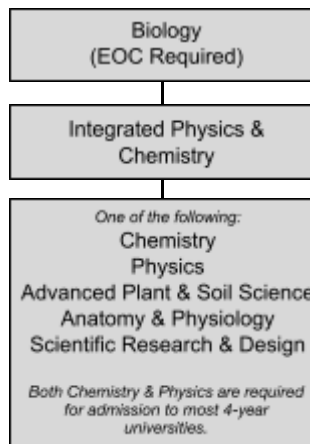 Biology
(EOC Required)
Integrated Physics &
Chemistry
One of the following:
Chemistry
Physics
Advanced Plant & Soil Science
Anatomy & Physiology
Scientific Research & Design
Both Chemistry & Physics are required
for admission to most 4-year
universities.